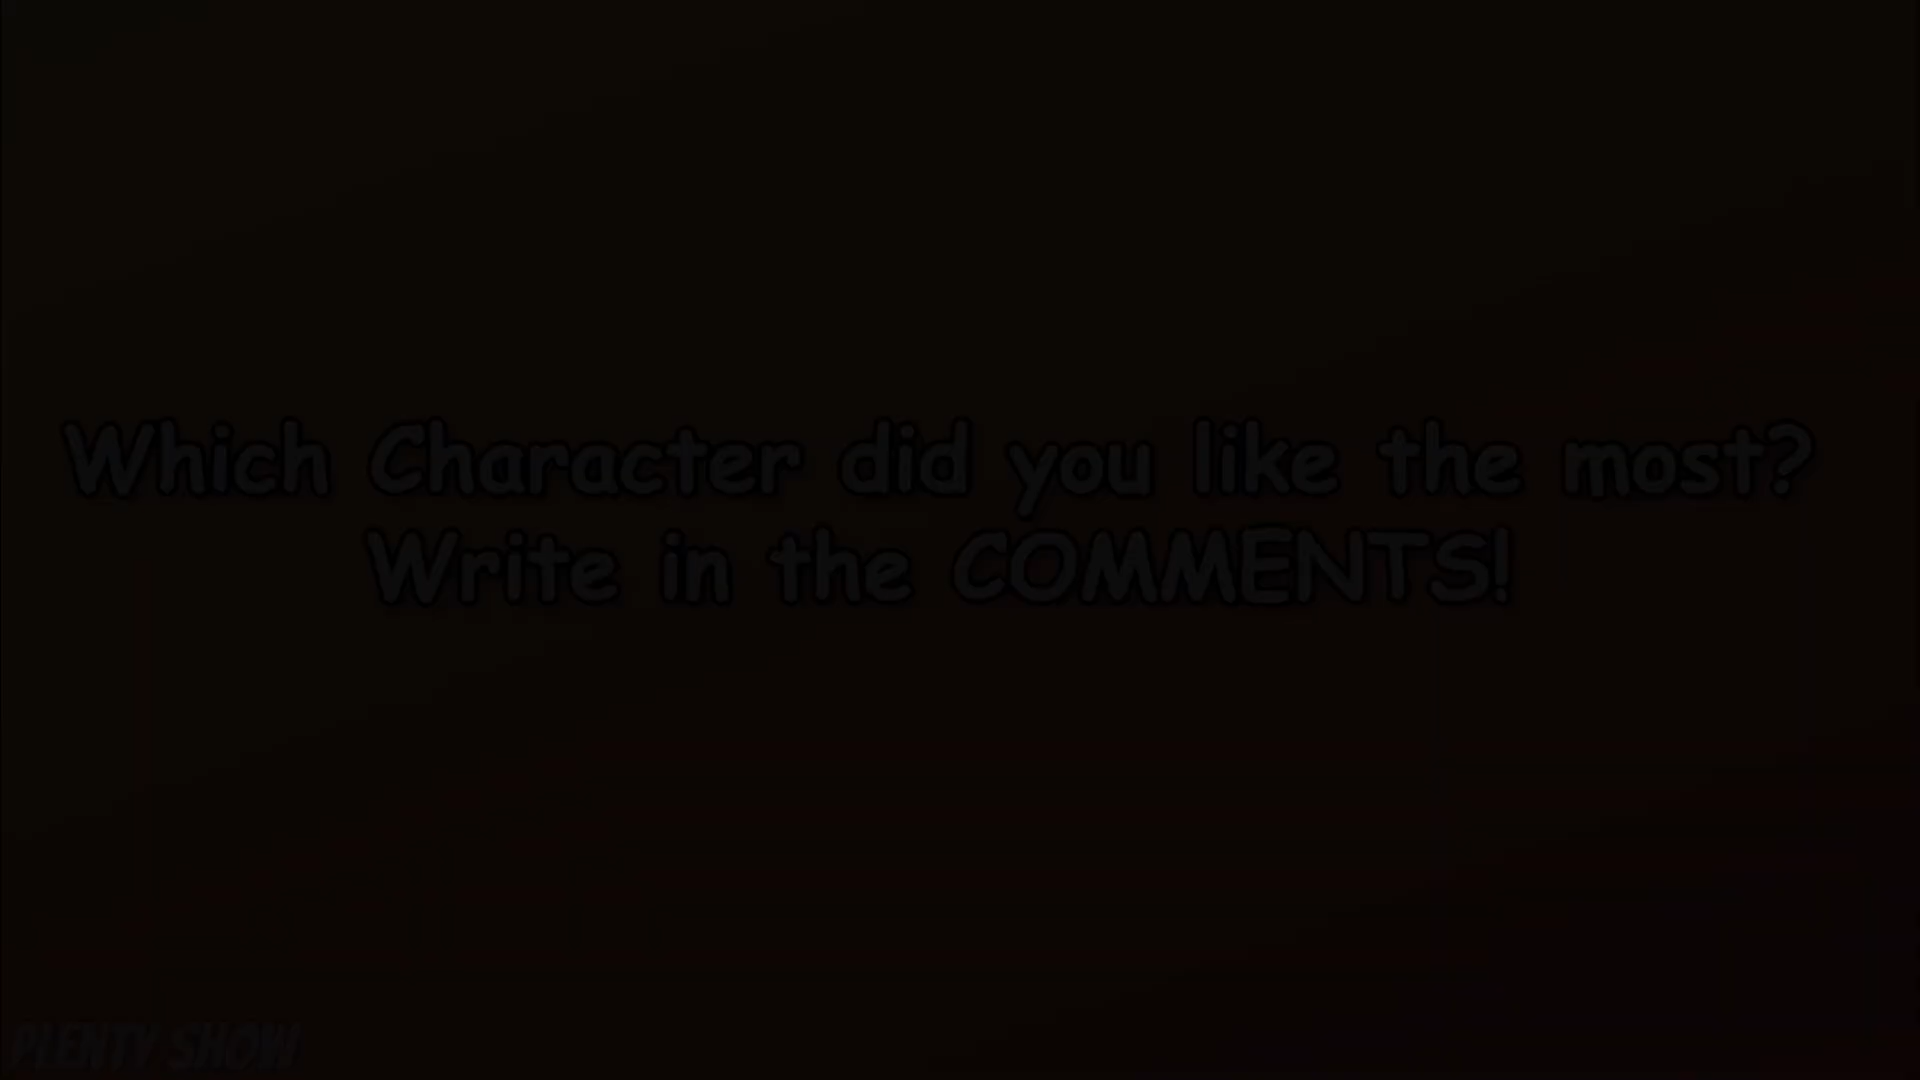 Which Character did you like the most?
Write in the COMMENTS!
PLENTY SHOW